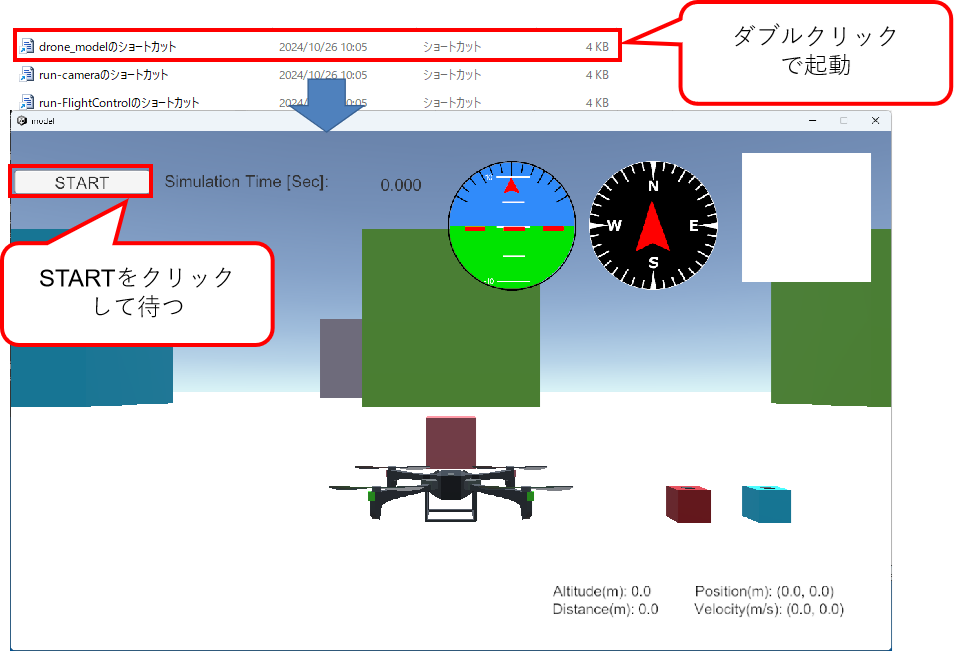 drone_modelのショートカット 2024/10/26 10:05 ショートカット 4 KB
run-cameraのショートカット 2024/10/26 10:05 ショートカット 4 KB
run-FlightControlのショートカット 2024/ 0:05 ショートカット 4 KB
ダブルクリック
で起動
model
START Simulation Time [Sec]: 0.000
10
-10
N
W E
S
STARTをクリック
して待つ
Altitude(m): 0.0 Position(m): (0.0, 0.0)
Distance(m): 0.0 Velocity(m/s): (0.0, 0.0)